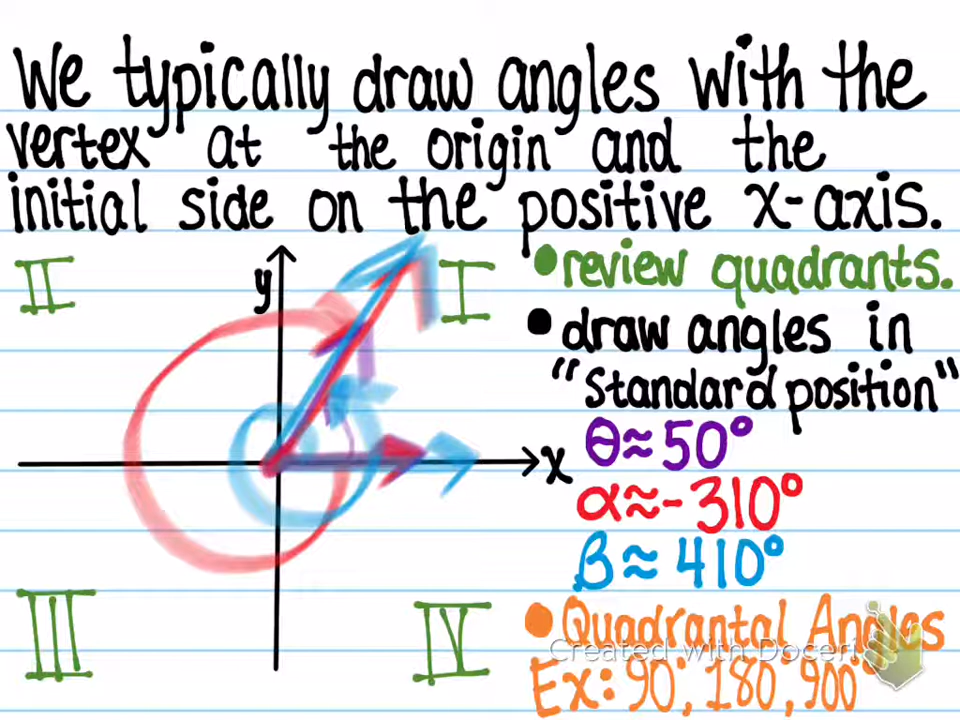 We typically draw angles with the
vertex at the origin and the
initial side on the positive x-axis.
II
y
I
• review quadrants.
• draw angles in
"Standard position"
θ≈50°
x
α≈-310°
β≈410°
III
IV
• Quadrantal Angles
Created with Doceri
Ex: 90°, 180°, 900°